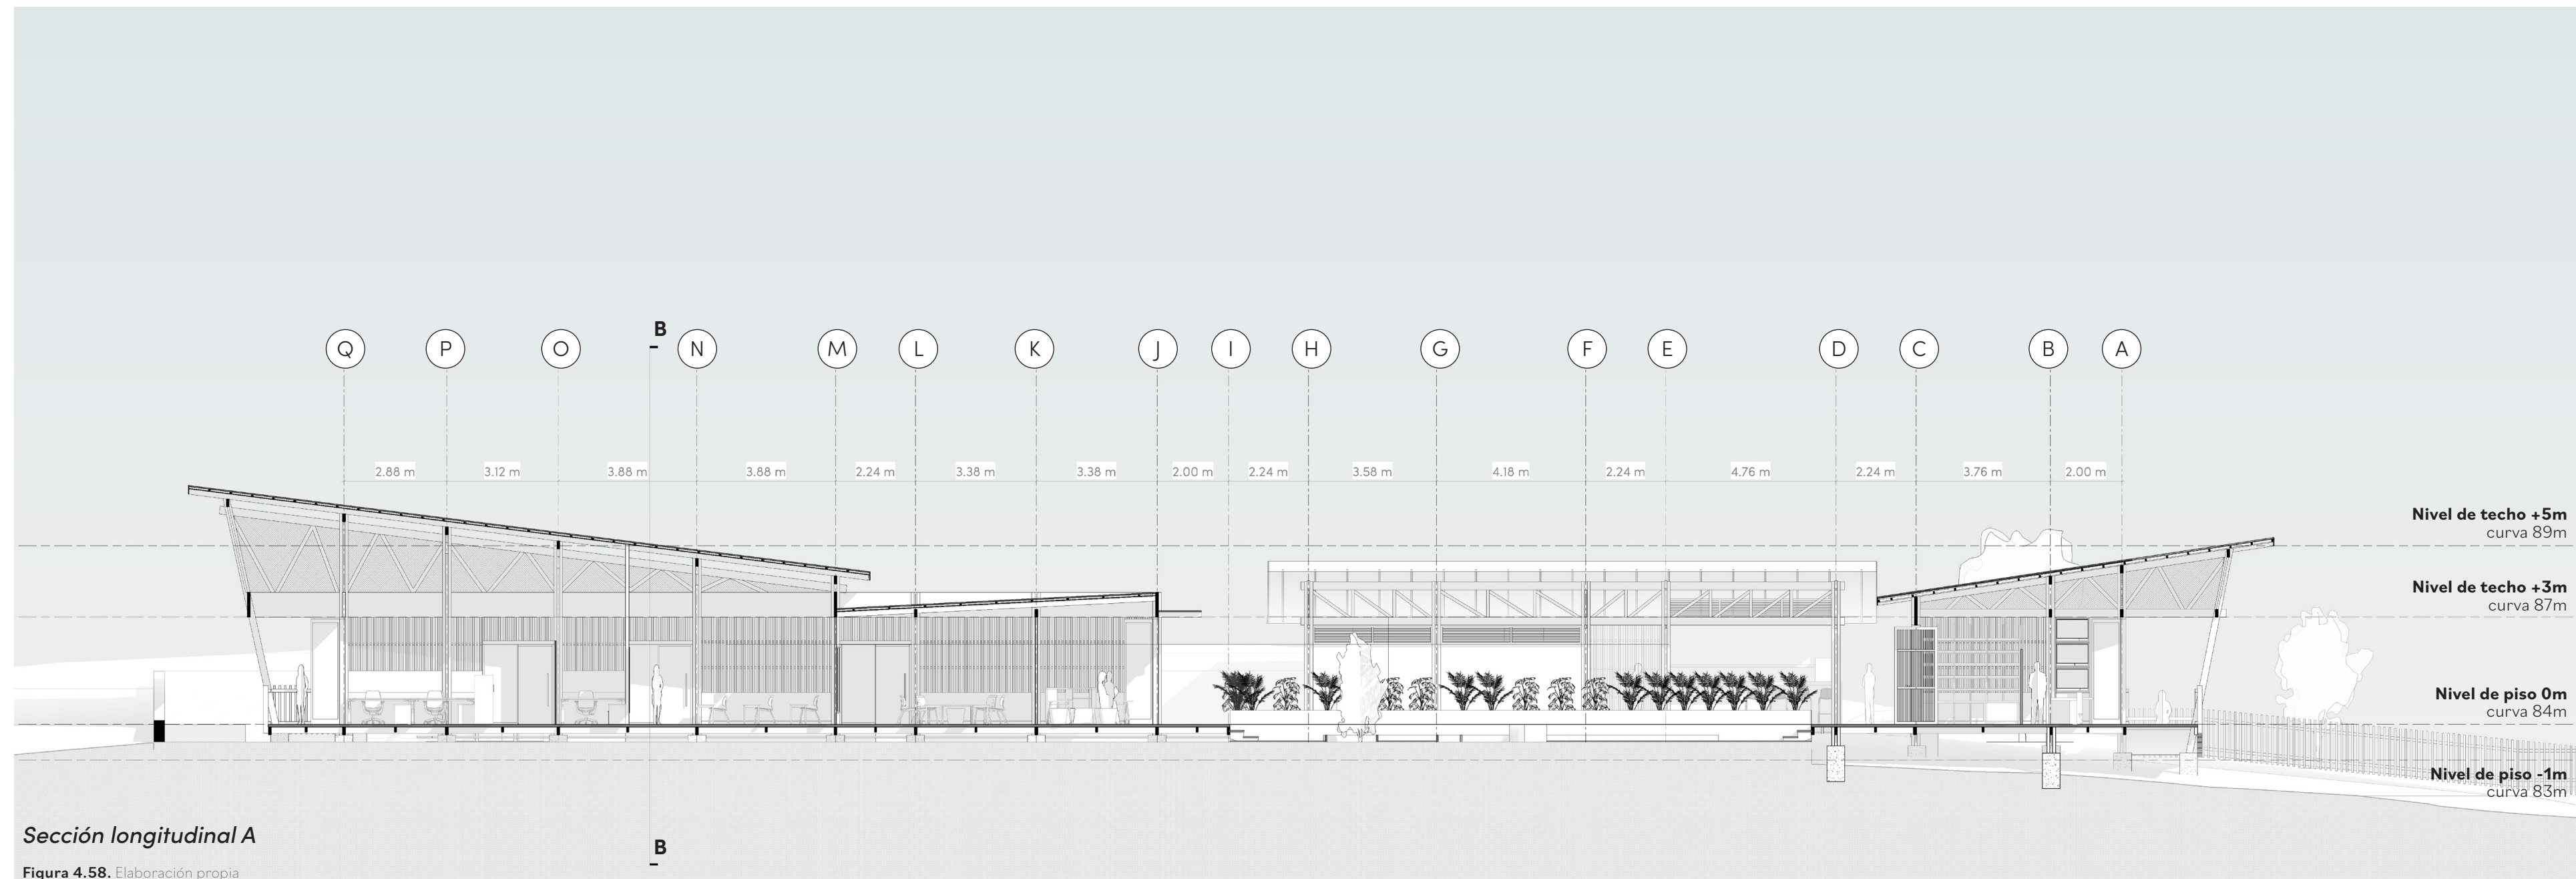 B
Q P O N M L K J I H G F E D C B A
2.88 m 3.12 m 3.88 m 3.88 m 2.24 m 3.38 m 3.38 m 2.00 m 2.24 m 3.58 m 4.18 m 2.24 m 4.76 m 2.24 m 3.76 m 2.00 m
Nivel de techo +5m
curva 89m
Nivel de techo +3m
curva 87m
Nivel de piso 0m
curva 84m
Nivel de piso -1m
curva 83m
B
Sección longitudinal A
Figura 4.58. Elaboración propia